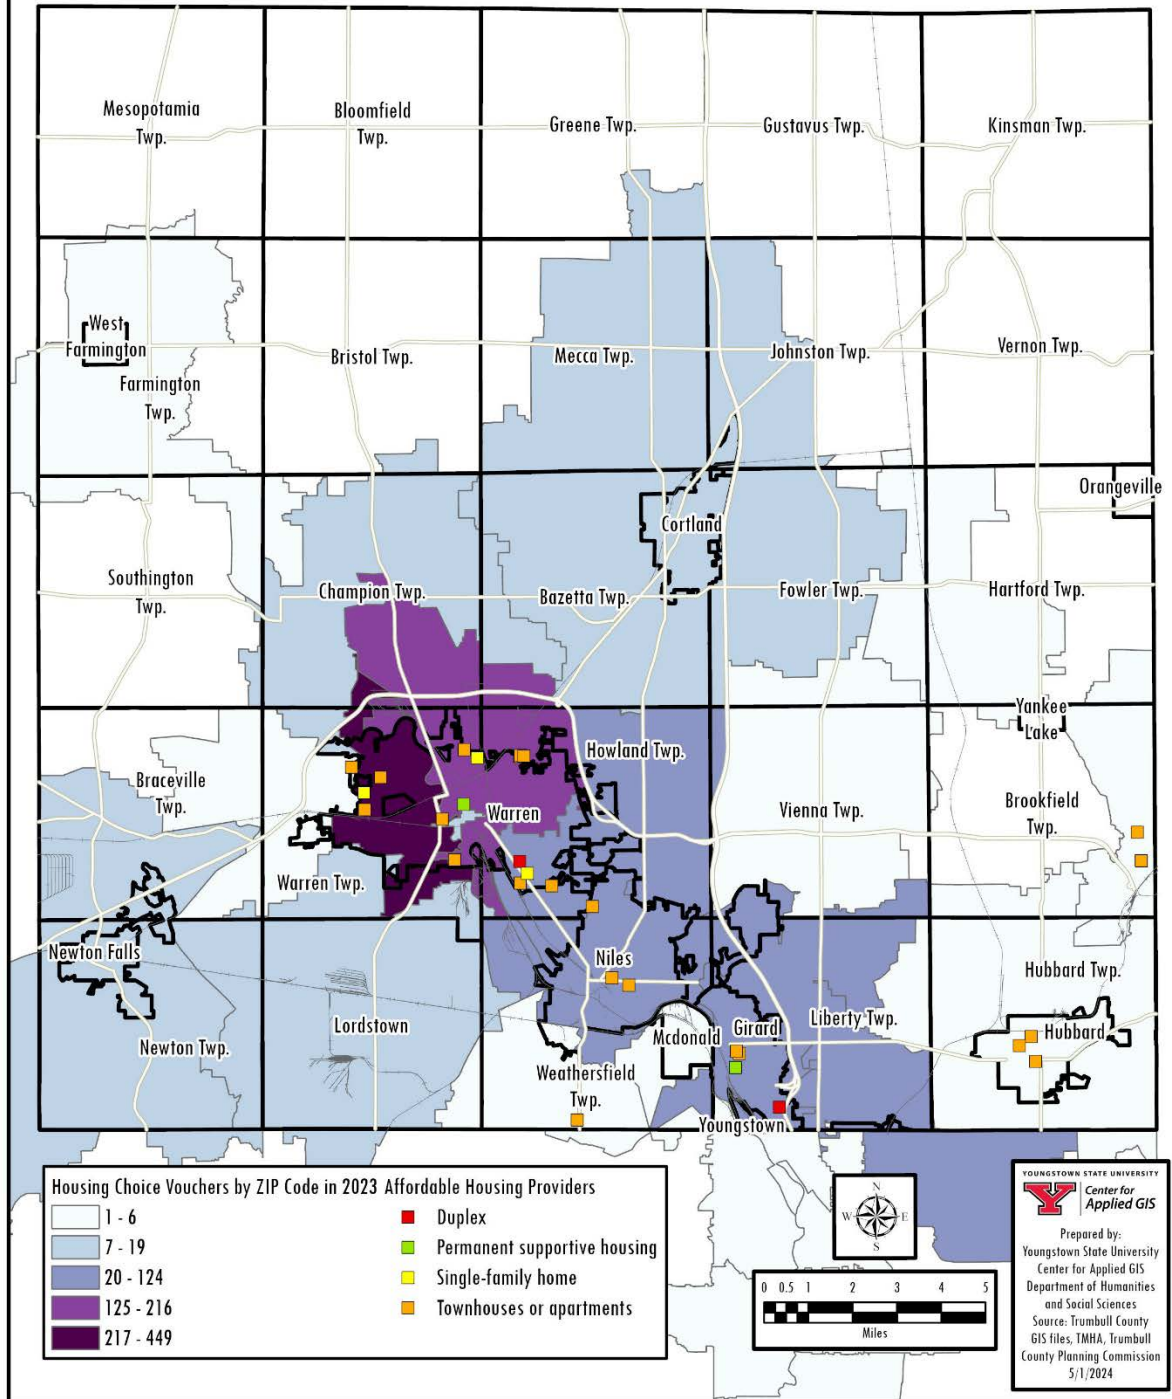 Mesopotamia
Twp.
Bloomfield
Twp.
Greene Twp.
Gustavus Twp.
Kinsman Twp.
West
Farmington
Farmington
Twp.
Bristol Twp.
Mecca Twp.
Johnston Twp.
Vernon Twp.
Orangeville
Cortland
Southington
Twp.
Champion Twp.
Bazetta Twp.
Fowler Twp.
Hartford Twp.
Yankee
Lake
Braceville
Twp.
Howland Twp.
Warren
Vienna Twp.
Brookfield
Twp.
Warren Twp.
Newton Falls
Niles
Hubbard Twp.
Lordstown
Newton Twp.
Mcdonald
Girard
Liberty Twp.
Hubbard
Weathersfield
Twp.
Youngstown
Housing Choice Vouchers by ZIP Code in 2023
1 - 6
7 - 19
20 - 124
125 - 216
217 - 449
Affordable Housing Providers
Duplex
Permanent supportive housing
Single-family home
Townhouses or apartments
N
W E
S
0 0.5 1 2 3 4 5
Miles
YOUNGSTOWN STATE UNIVERSITY
Y
Center for
Applied GIS
Prepared by:
Youngstown State University
Center for Applied GIS
Department of Humanities
and Social Sciences
Source: Trumbull County
GIS files, TMHA, Trumbull
County Planning Commission
5/1/2024